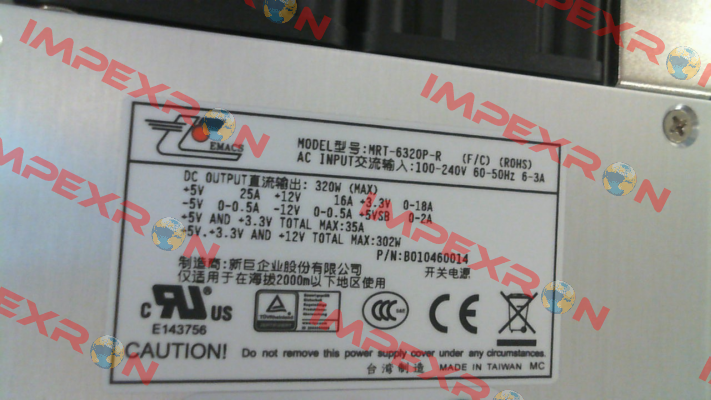 EMACS
MODEL型号:MRT-6320P-R (F/C) (ROHS)
AC INPUT交流输入:100-240V 60-50Hz 6-3A
DC OUTPUT直流输出: 320W (MAX)
+5V 25A +12V 16A +3.3V 0-18A
-5V 0-0.5A -12V 0-0.5A +5VSB 0-2A
+5V AND +3.3V TOTAL MAX:35A
+5V.+3.3V AND +12V TOTAL MAX:302W
P/N:B010460014
制造商:新巨企业股份有限公司 开关电源
仅适用于在海拔2000m以下地区使用
c RU US
E143756
CCC
CE
CAUTION! Do not remove this power supply cover under any circumstances.
台湾制造 MADE IN TAIWAN MC
IMPEXRON
IMPEXRON
IMPEXRON
IMPEXRON
IMPEXRON
IMPEXRON
IMPEXRON